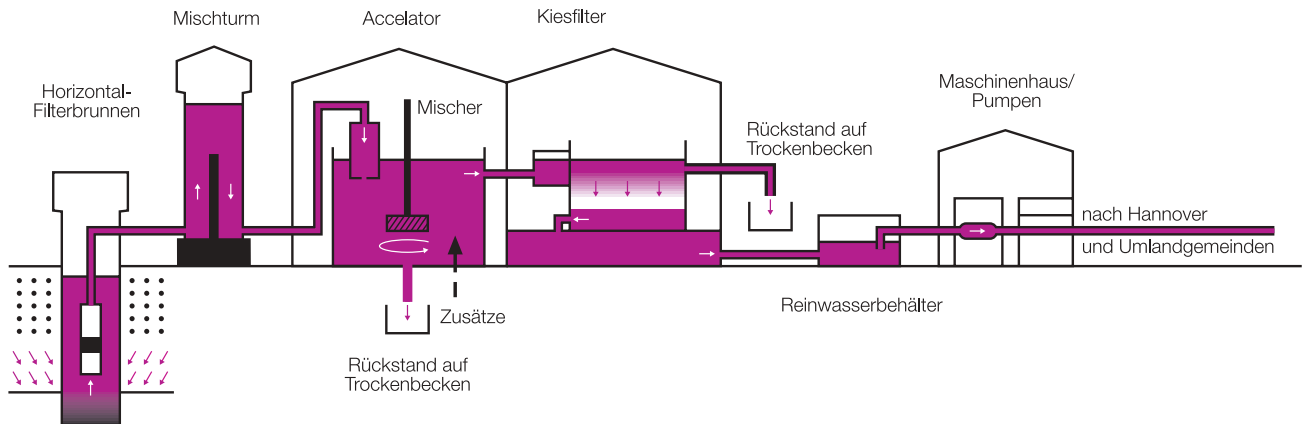 Mischturm
Accelator
Kiesfilter
Horizontal-
Filterbrunnen
Mischer
Maschinenhaus/
Pumpen
Rückstand auf
Trockenbecken
nach Hannover
und Umlandgemeinden
Zusätze
Reinwasserbehälter
Rückstand auf
Trockenbecken